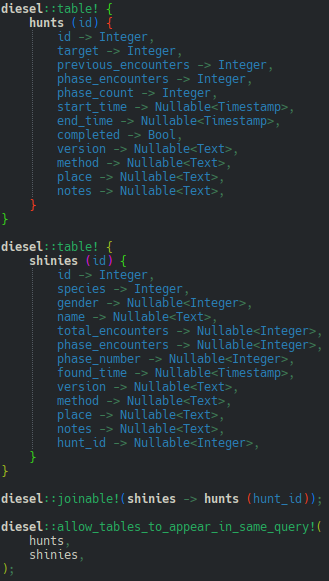 diesel::table! {
    hunts (id) {
        id -> Integer,
        target -> Integer,
        previous_encounters -> Integer,
        phase_encounters -> Integer,
        phase_count -> Integer,
        start_time -> Nullable<Timestamp>,
        end_time -> Nullable<Timestamp>,
        completed -> Bool,
        version -> Nullable<Text>,
        method -> Nullable<Text>,
        place -> Nullable<Text>,
        notes -> Nullable<Text>,
    }
}

diesel::table! {
    shinies (id) {
        id -> Integer,
        species -> Integer,
        gender -> Nullable<Integer>,
        name -> Nullable<Text>,
        total_encounters -> Nullable<Integer>,
        phase_encounters -> Nullable<Integer>,
        phase_number -> Nullable<Integer>,
        found_time -> Nullable<Timestamp>,
        version -> Nullable<Text>,
        method -> Nullable<Text>,
        place -> Nullable<Text>,
        notes -> Nullable<Text>,
        hunt_id -> Nullable<Integer>,
    }
}

diesel::joinable!(shinies -> hunts (hunt_id));

diesel::allow_tables_to_appear_in_same_query!(
    hunts,
    shinies,
);